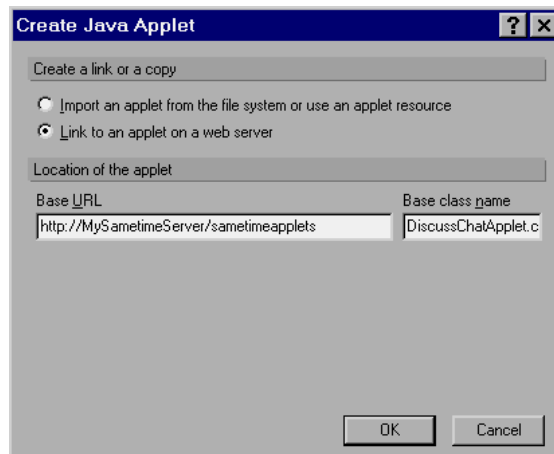 Create Java Applet
Create a link or a copy
Import an applet from the file system or use an applet resource
Link to an applet on a web server
Location of the applet
Base URL Base class name
http://MySametimeServer/sametimeapplets DiscussChatApplet.c
OK Cancel